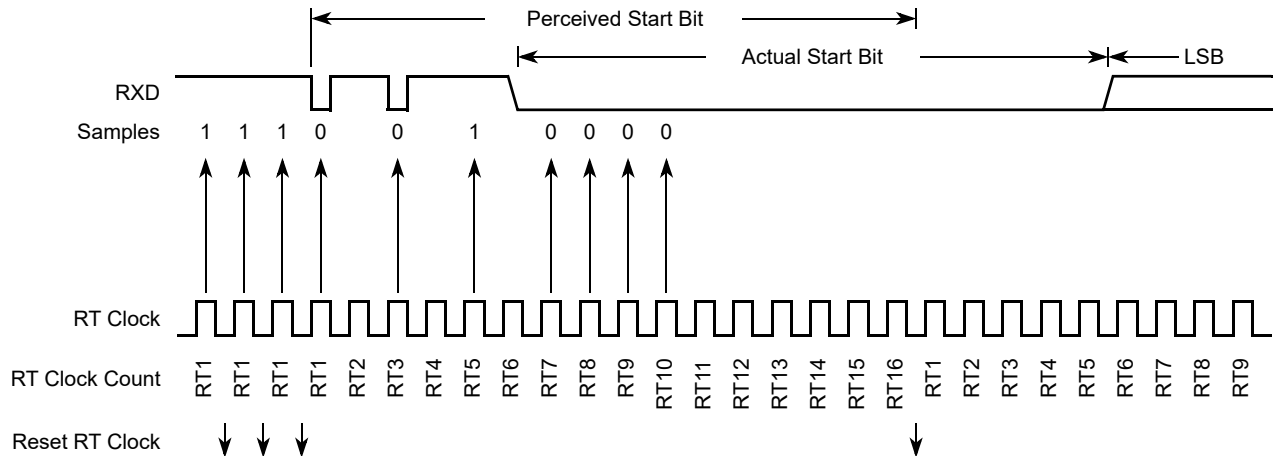 Perceived Start Bit
Actual Start Bit LSB
RXD
Samples 1 1 1 0 0 1 0 0 0 0
RT Clock
RT Clock Count RT1 RT1 RT1 RT1 RT2 RT3 RT4 RT5 RT6 RT7 RT8 RT9 RT10 RT11 RT12 RT13 RT14 RT15 RT16 RT1 RT2 RT3 RT4 RT5 RT6 RT7 RT8 RT9
Reset RT Clock